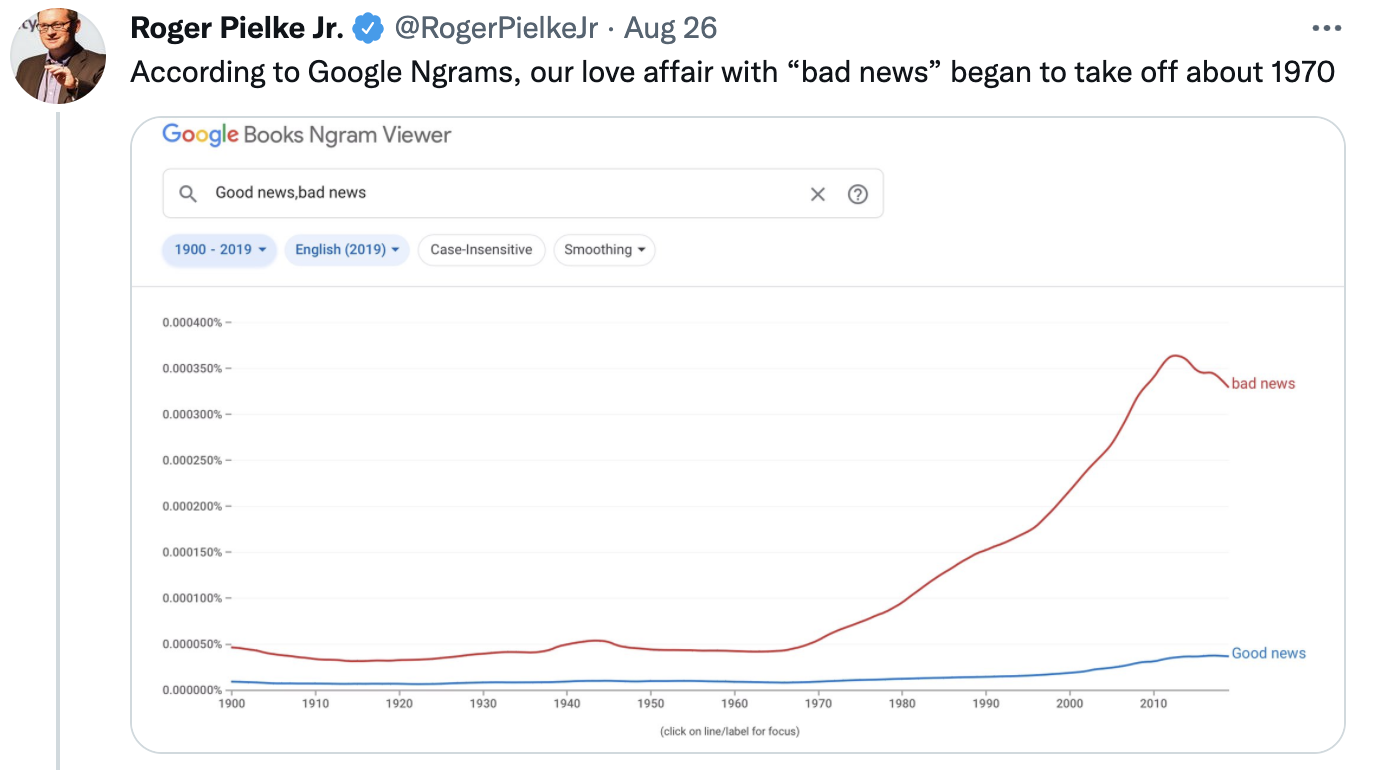 Roger Pielke Jr. @RogerPielkeJr · Aug 26
According to Google Ngrams, our love affair with “bad news” began to take off about 1970
Google Books Ngram Viewer
Good news,bad news
1900 - 2019 English (2019) Case-Insensitive Smoothing
0.000400%
0.000350%
0.000300%
0.000250%
0.000200%
0.000150%
0.000100%
0.000050%
0.000000%
bad news
Good news
1900 1910 1920 1930 1940 1950 1960 1970 1980 1990 2000 2010
(click on line/label for focus)